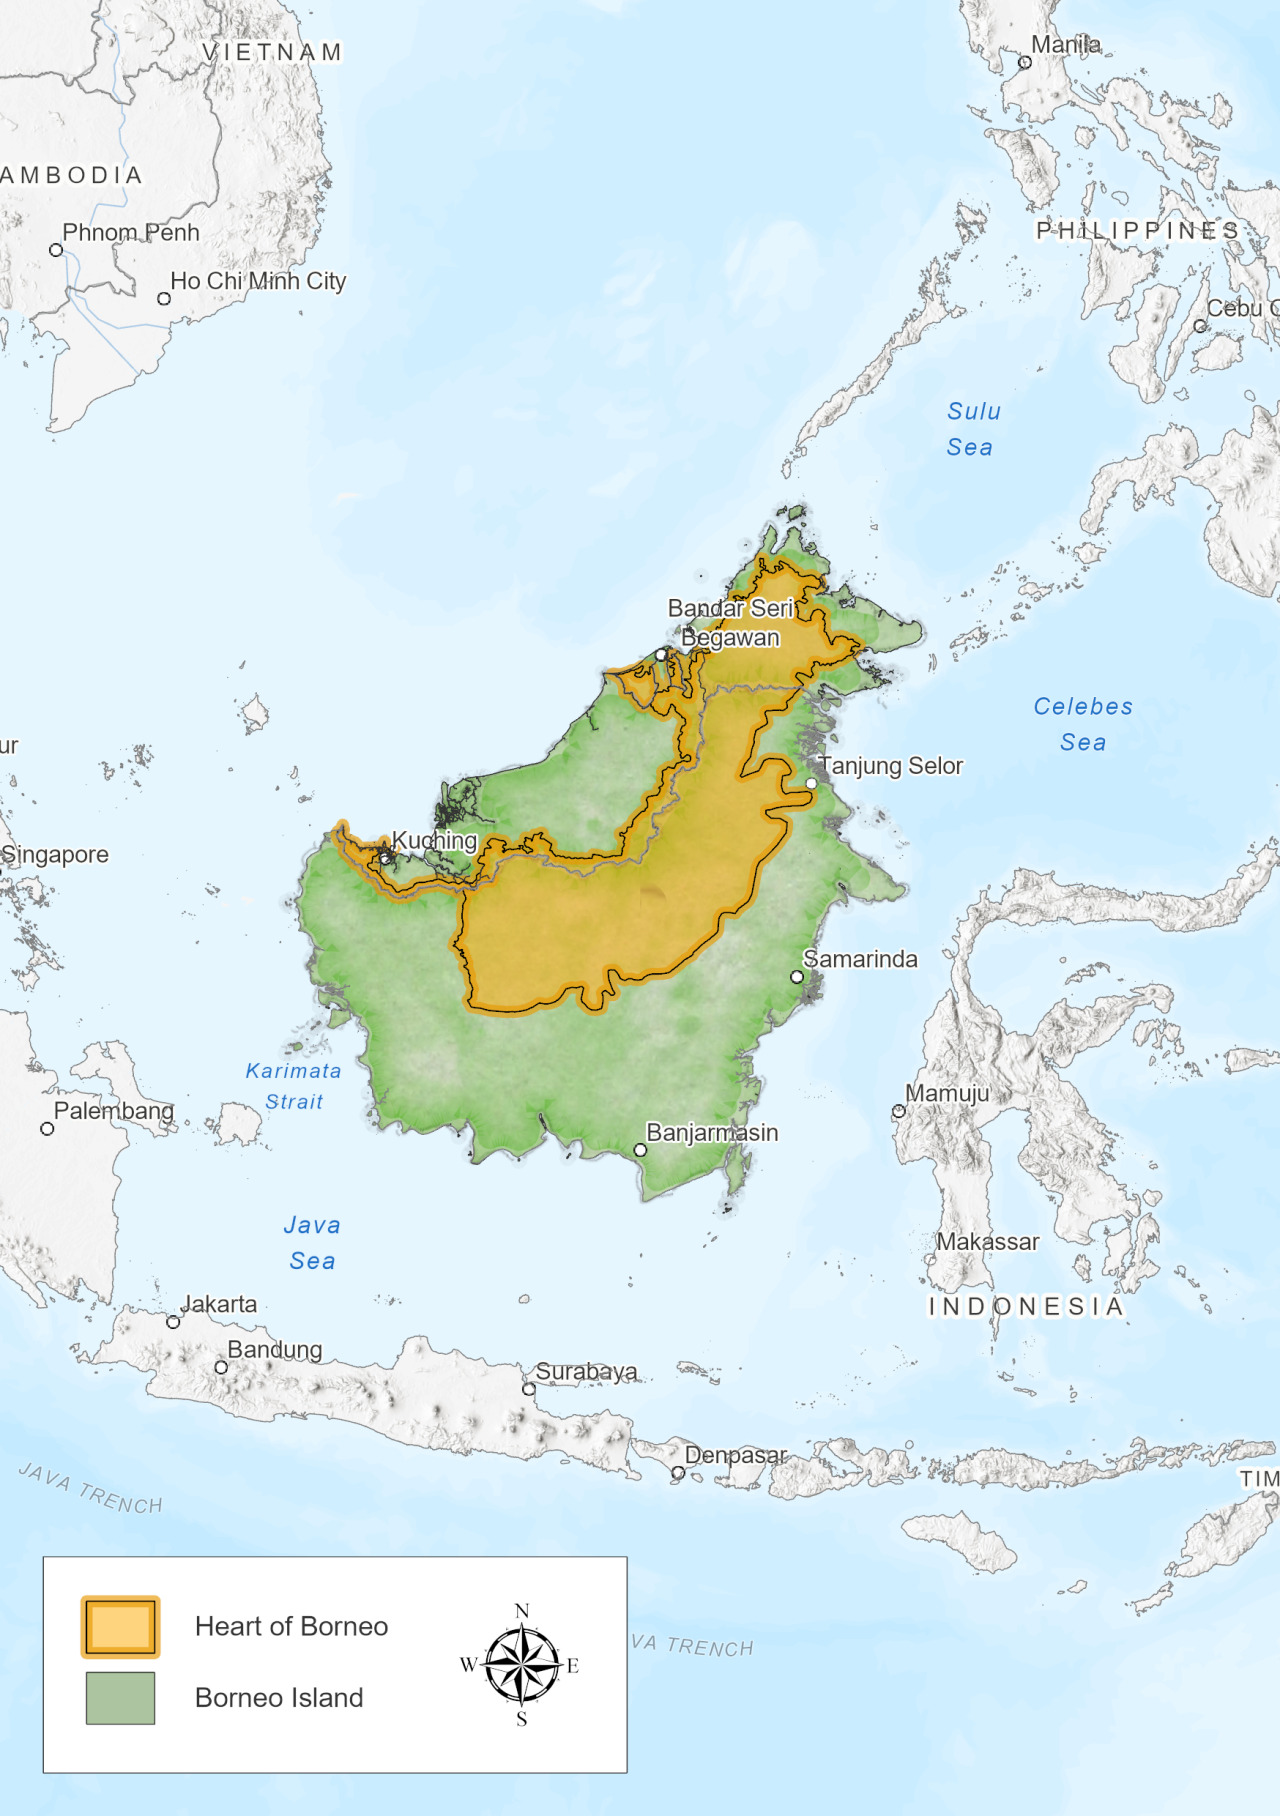 VIETNAM
Manila
AMBODIA
Phnom Penh
PHILIPPINES
Ho Chi Minh City
Cebu C
Sulu
Sea
Bandar Seri
Begawan
Celebes
Sea
ur
Tanjung Selor
Kuching
Singapore
Samarinda
Karimata
Strait
Mamuju
Palembang
Banjarmasin
Java
Sea
Makassar
Jakarta
INDONESIA
Bandung
Surabaya
Denpasar
JAVA TRENCH
TIM
VA TRENCH
Heart of Borneo
Borneo Island
N
W E
S